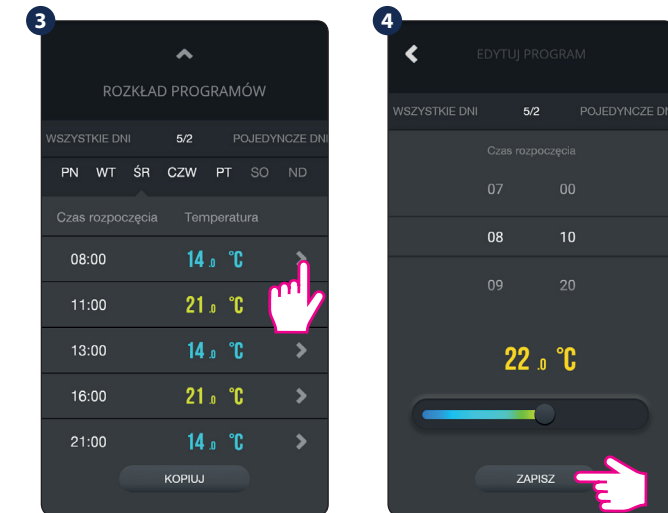 3
ROZKŁAD PROGRAMÓW
WSZYSTKIE DNI 5/2 POJEDYNCZE DNI
PN WT ŚR CZW PT SO ND
Czas rozpoczęcia Temperatura
08:00 14.0 °C
11:00 21.0 °C
13:00 14.0 °C
16:00 21.0 °C
21:00 14.0 °C
KOPIUJ
4
EDYTUJ PROGRAM
WSZYSTKIE DNI 5/2 POJEDYNCZE DN
Czas rozpoczęcia
07 00
08 10
09 20
22.0 °C
ZAPISZ